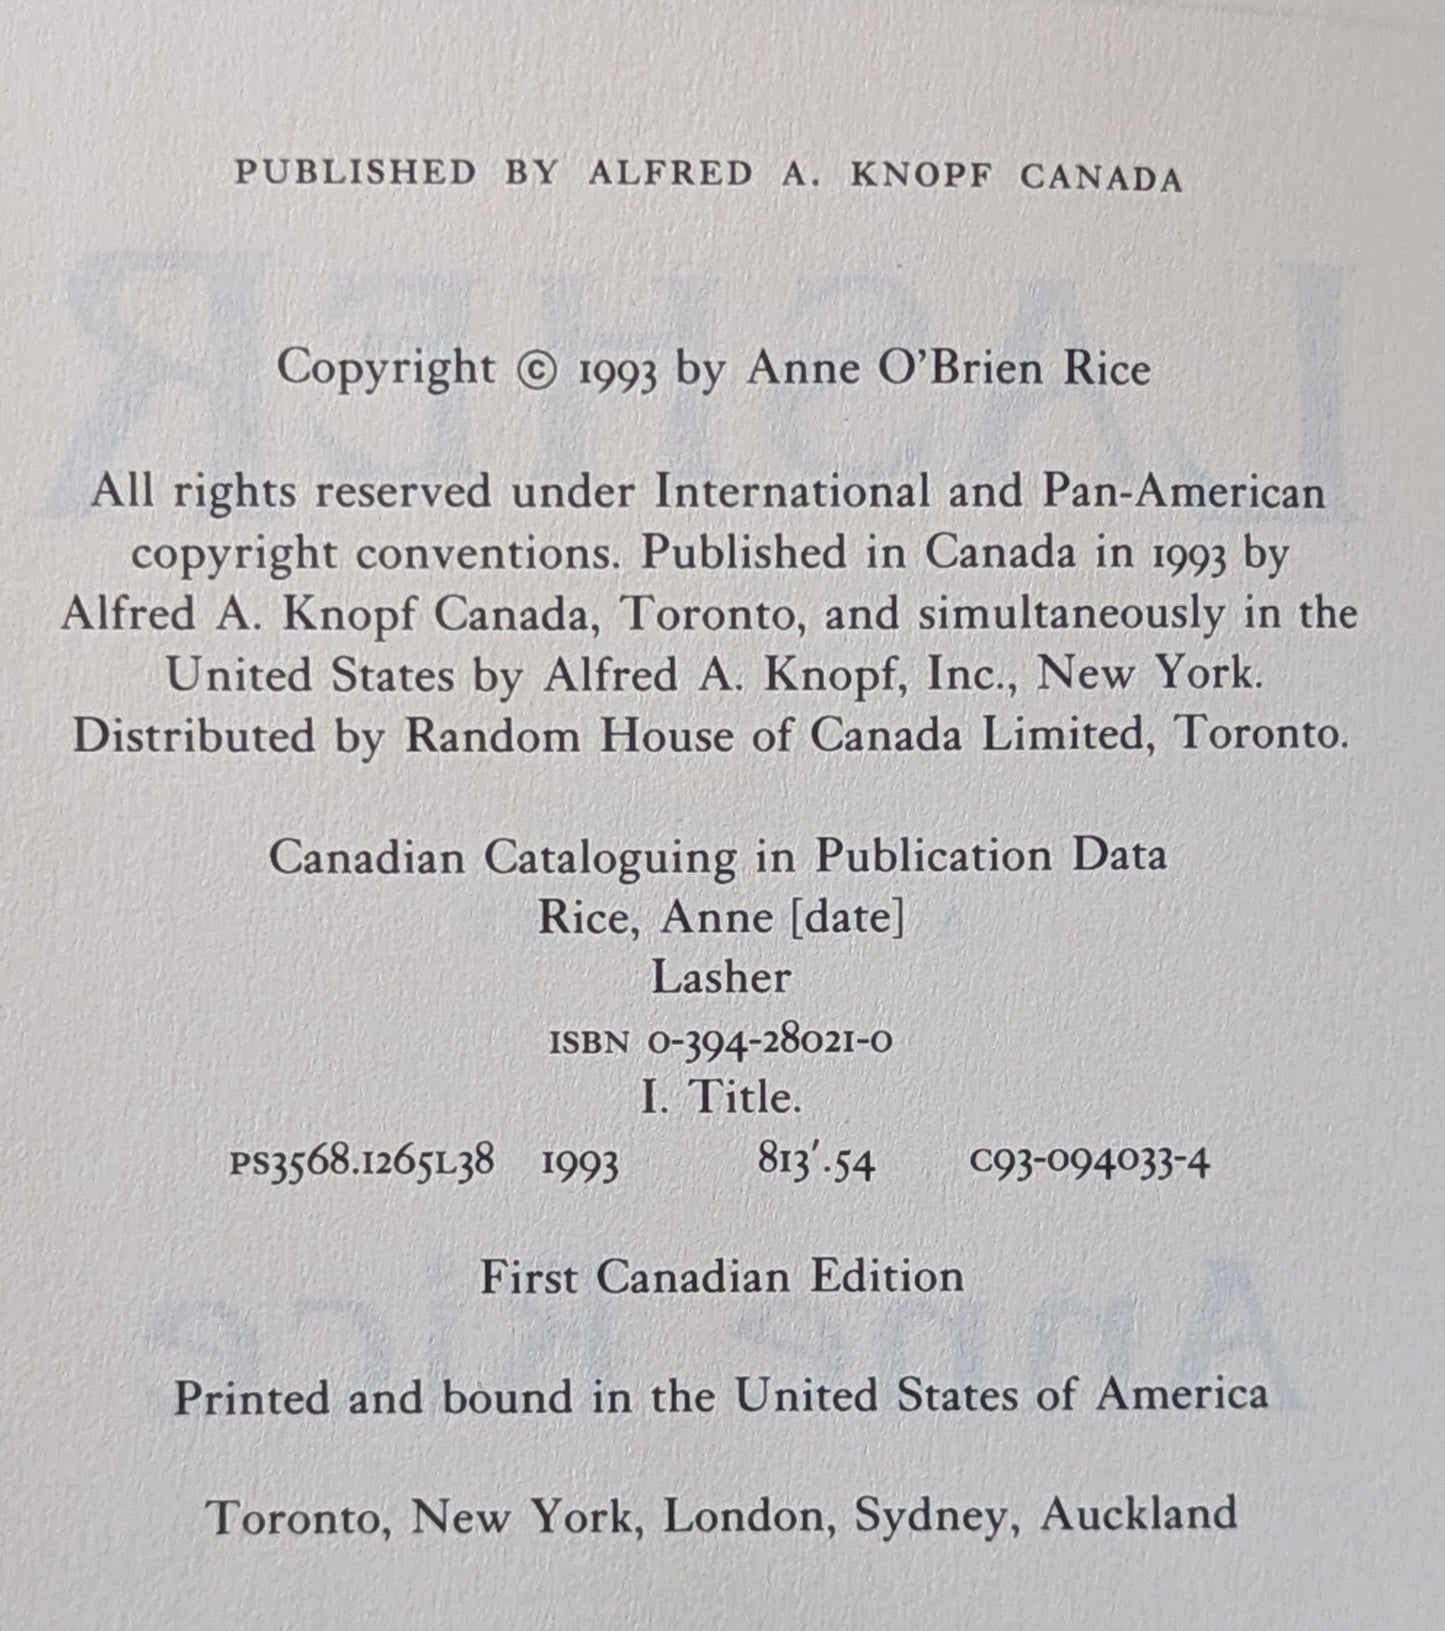 PUBLISHED BY ALFRED A. KNOPF CANADA
Copyright © 1993 by Anne O'Brien Rice
All rights reserved under International and Pan-American
copyright conventions. Published in Canada in 1993 by
Alfred A. Knopf Canada, Toronto, and simultaneously in the
United States by Alfred A. Knopf, Inc., New York.
Distributed by Random House of Canada Limited, Toronto.
Canadian Cataloguing in Publication Data
Rice, Anne [date]
Lasher
ISBN 0-394-28021-0
I. Title.
PS3568.I265L38 1993 813′.54 C93-094033-4
First Canadian Edition
Printed and bound in the United States of America
Toronto, New York, London, Sydney, Auckland
LASHER
Anne Rice